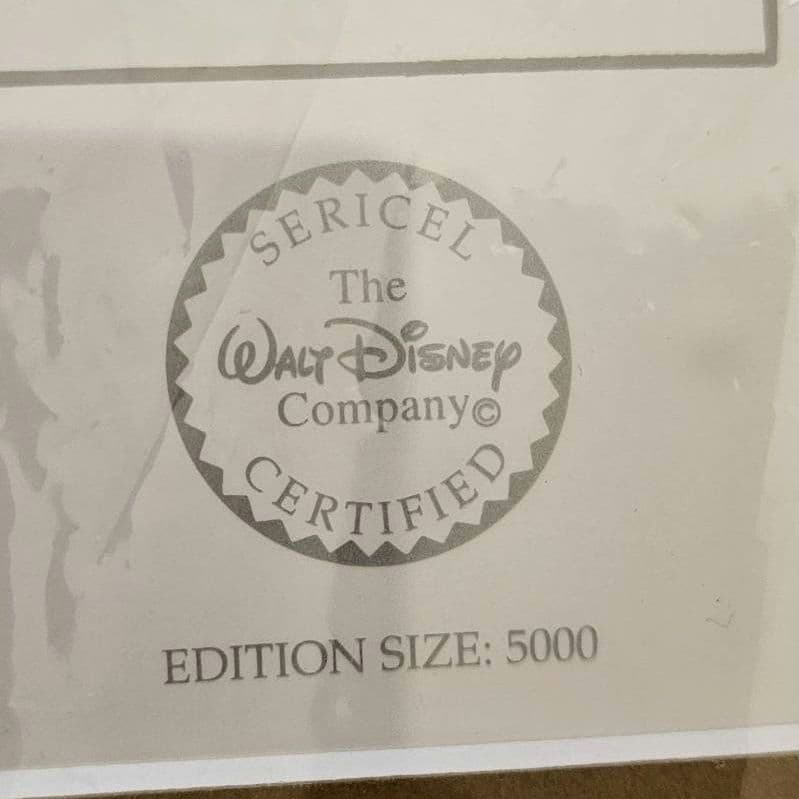 SERICEL
The
WALT DISNEY
Company©
CERTIFIED
EDITION SIZE: 5000